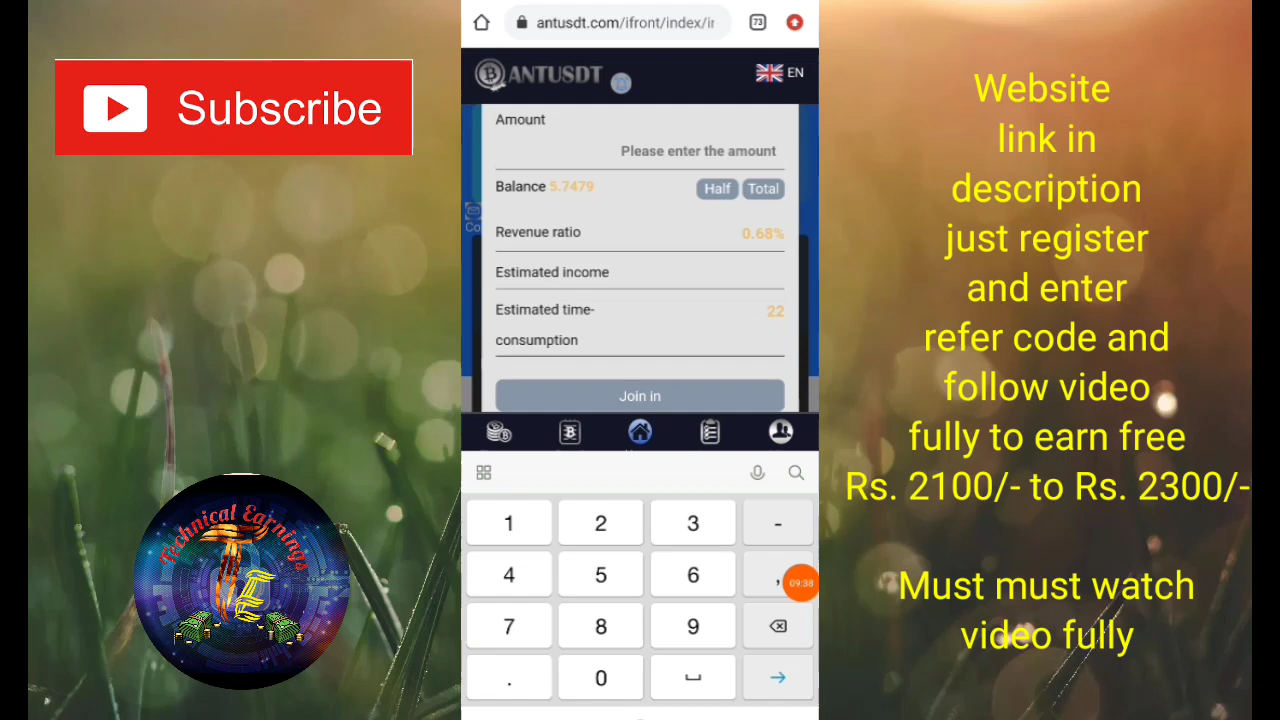 Subscribe
Technical Earnings
TE
73
antusdt.com/ifront/index/ir
ANTUSDT
EN
Amount
Please enter the amount
Balance 5.7479
Half
Total
Revenue ratio
0.68%
Estimated income
Estimated time-
22
consumption
Join in
Co
1 2 3 -
4 5 6 ,
09:38
7 8 9
. 0
Website
link in
description
just register
and enter
refer code and
follow video
fully to earn free
Rs. 2100/- to Rs. 2300/-
Must must watch
video fully